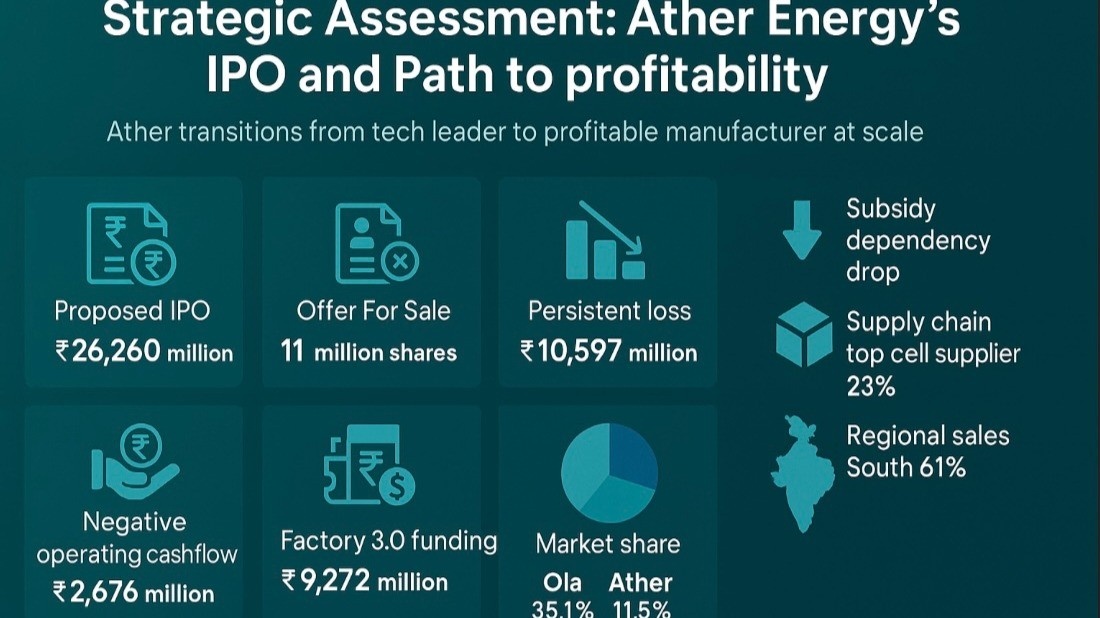 Strategic Assessment: Ather Energy's
IPO and Path to profitability
Ather transitions from tech leader to profitable manufacturer at scale
Proposed IPO
₹26,260 million
Offer For Sale
11 million shares
Persistent loss
₹10,597 million
Negative
operating cashflow
₹2,676 million
Factory 3.0 funding
₹9,272 million
Market share
Ola Ather
35.1% 11.5%
Subsidy
dependency
drop
Supply chain
top cell supplier
23%
Regional sales
South 61%